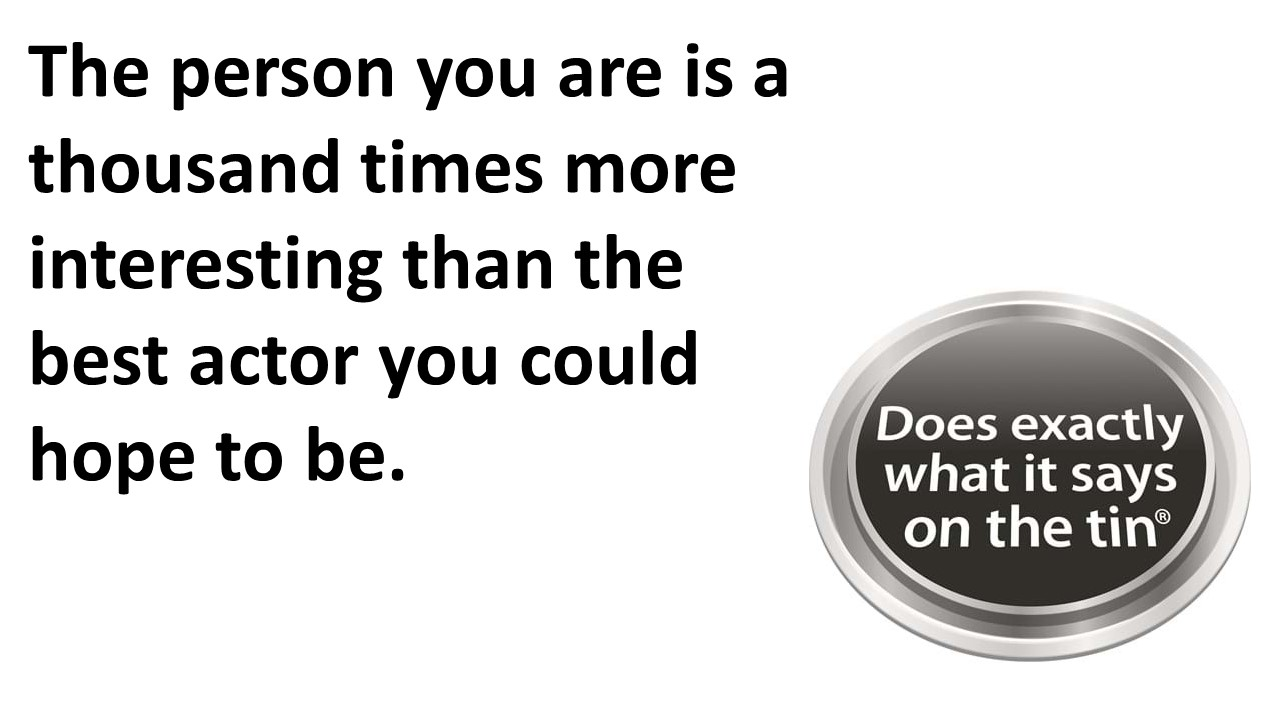 The person you are is a
thousand times more
interesting than the
best actor you could
hope to be.
Does exactly
what it says
on the tin®